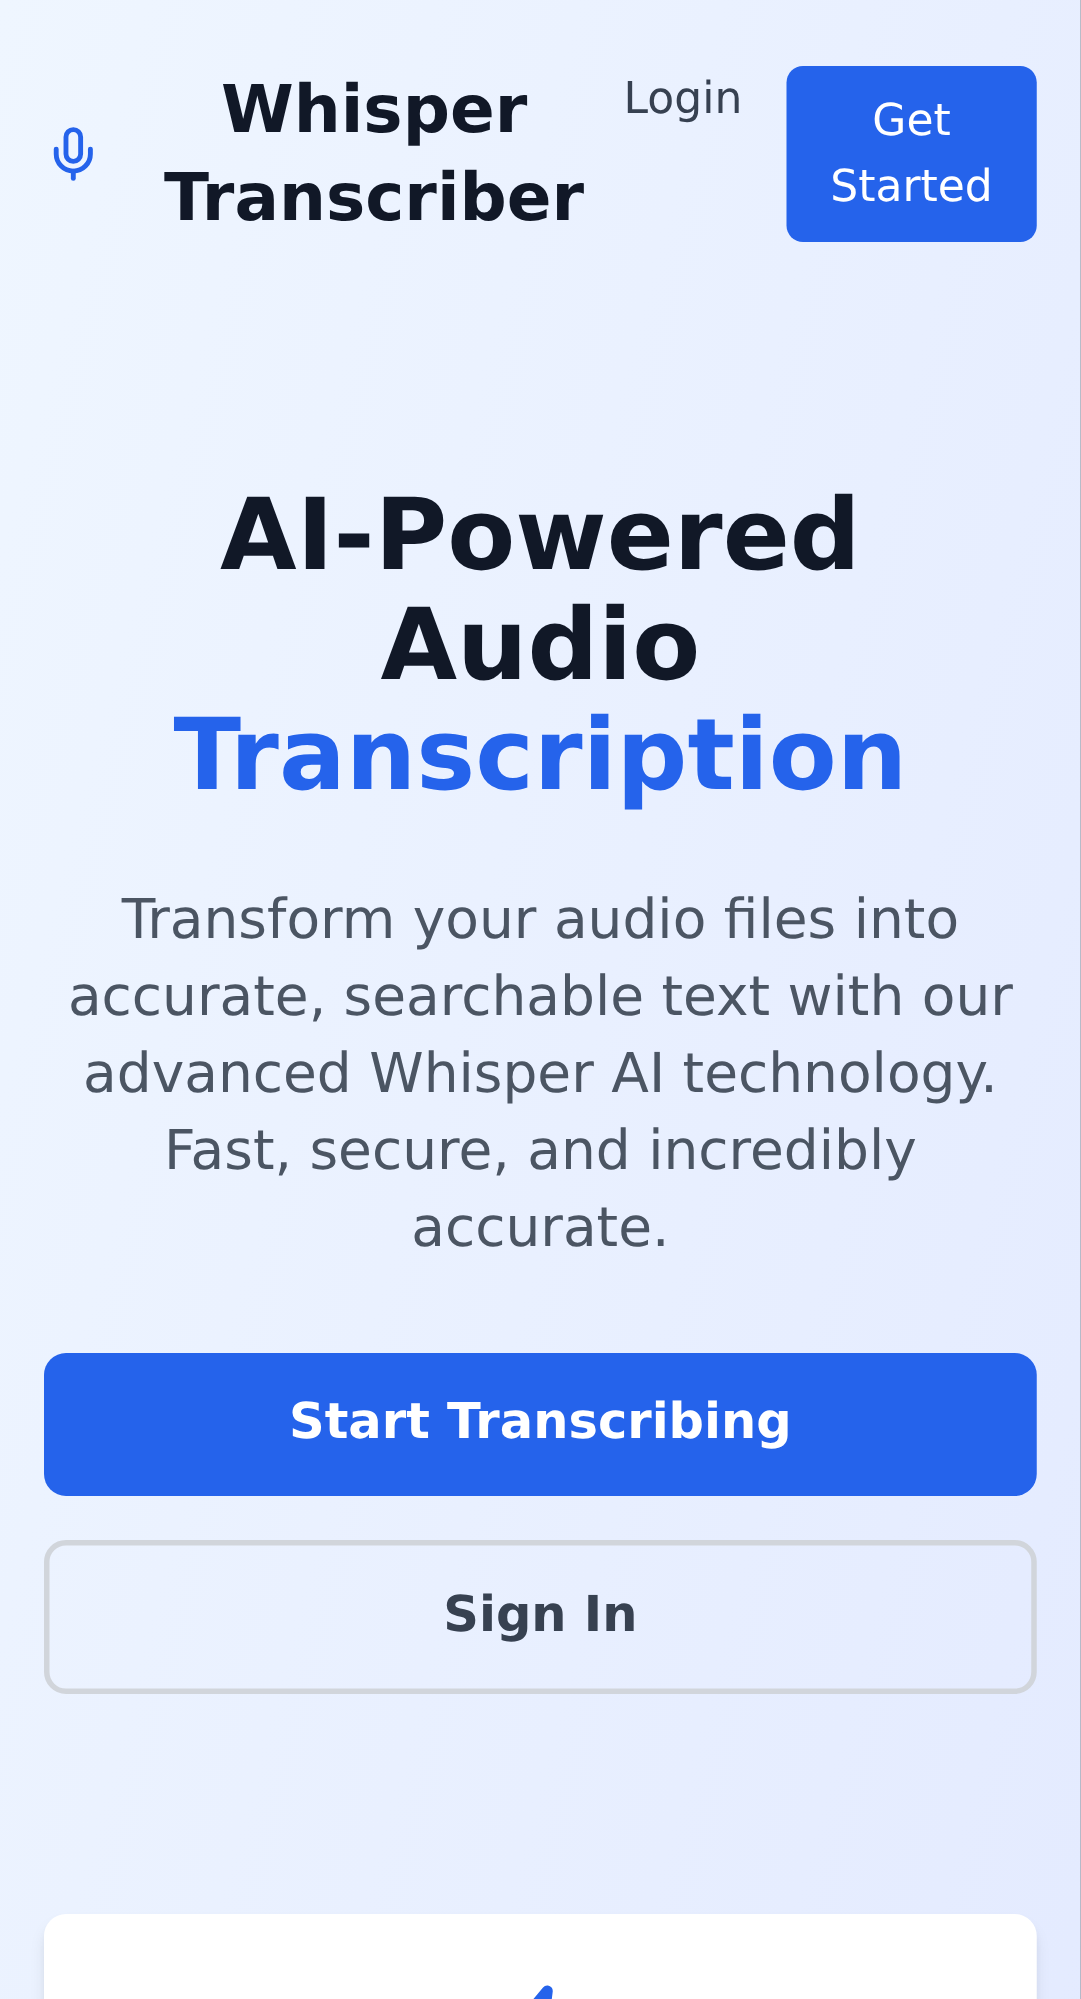 Whisper
Transcriber
Login
Get
Started
AI-Powered
Audio
Transcription
Transform your audio files into
accurate, searchable text with our
advanced Whisper AI technology.
Fast, secure, and incredibly
accurate.
Start Transcribing
Sign In